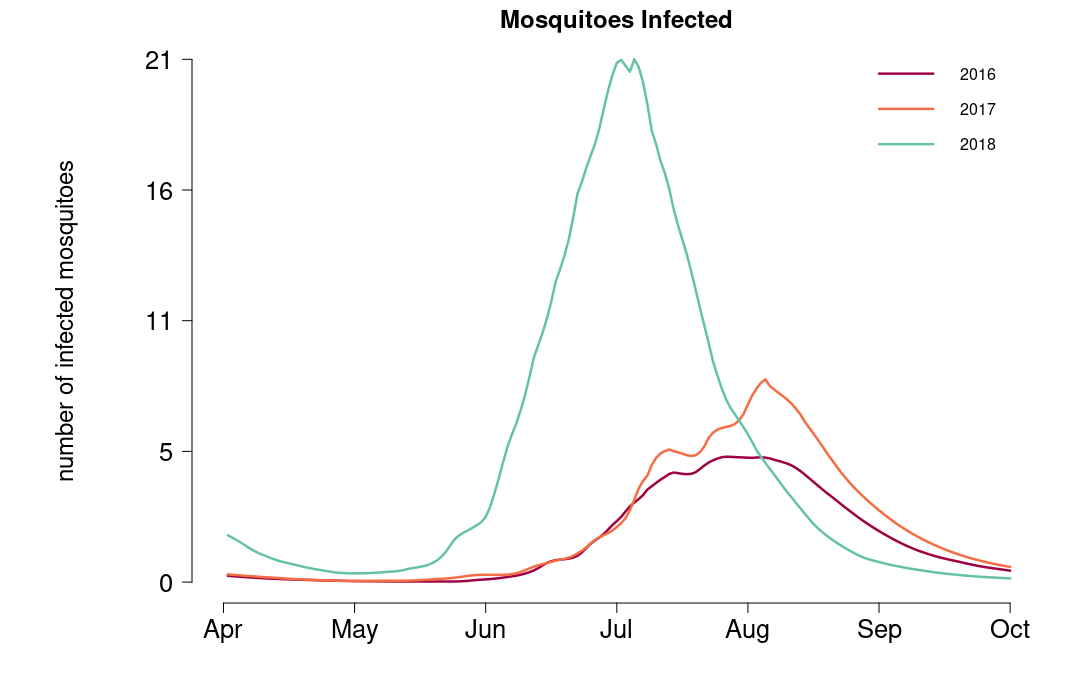 Mosquitoes Infected
number of infected mosquitoes
21
16
11
5
0
2016
2017
2018
Apr May Jun Jul Aug Sep Oct